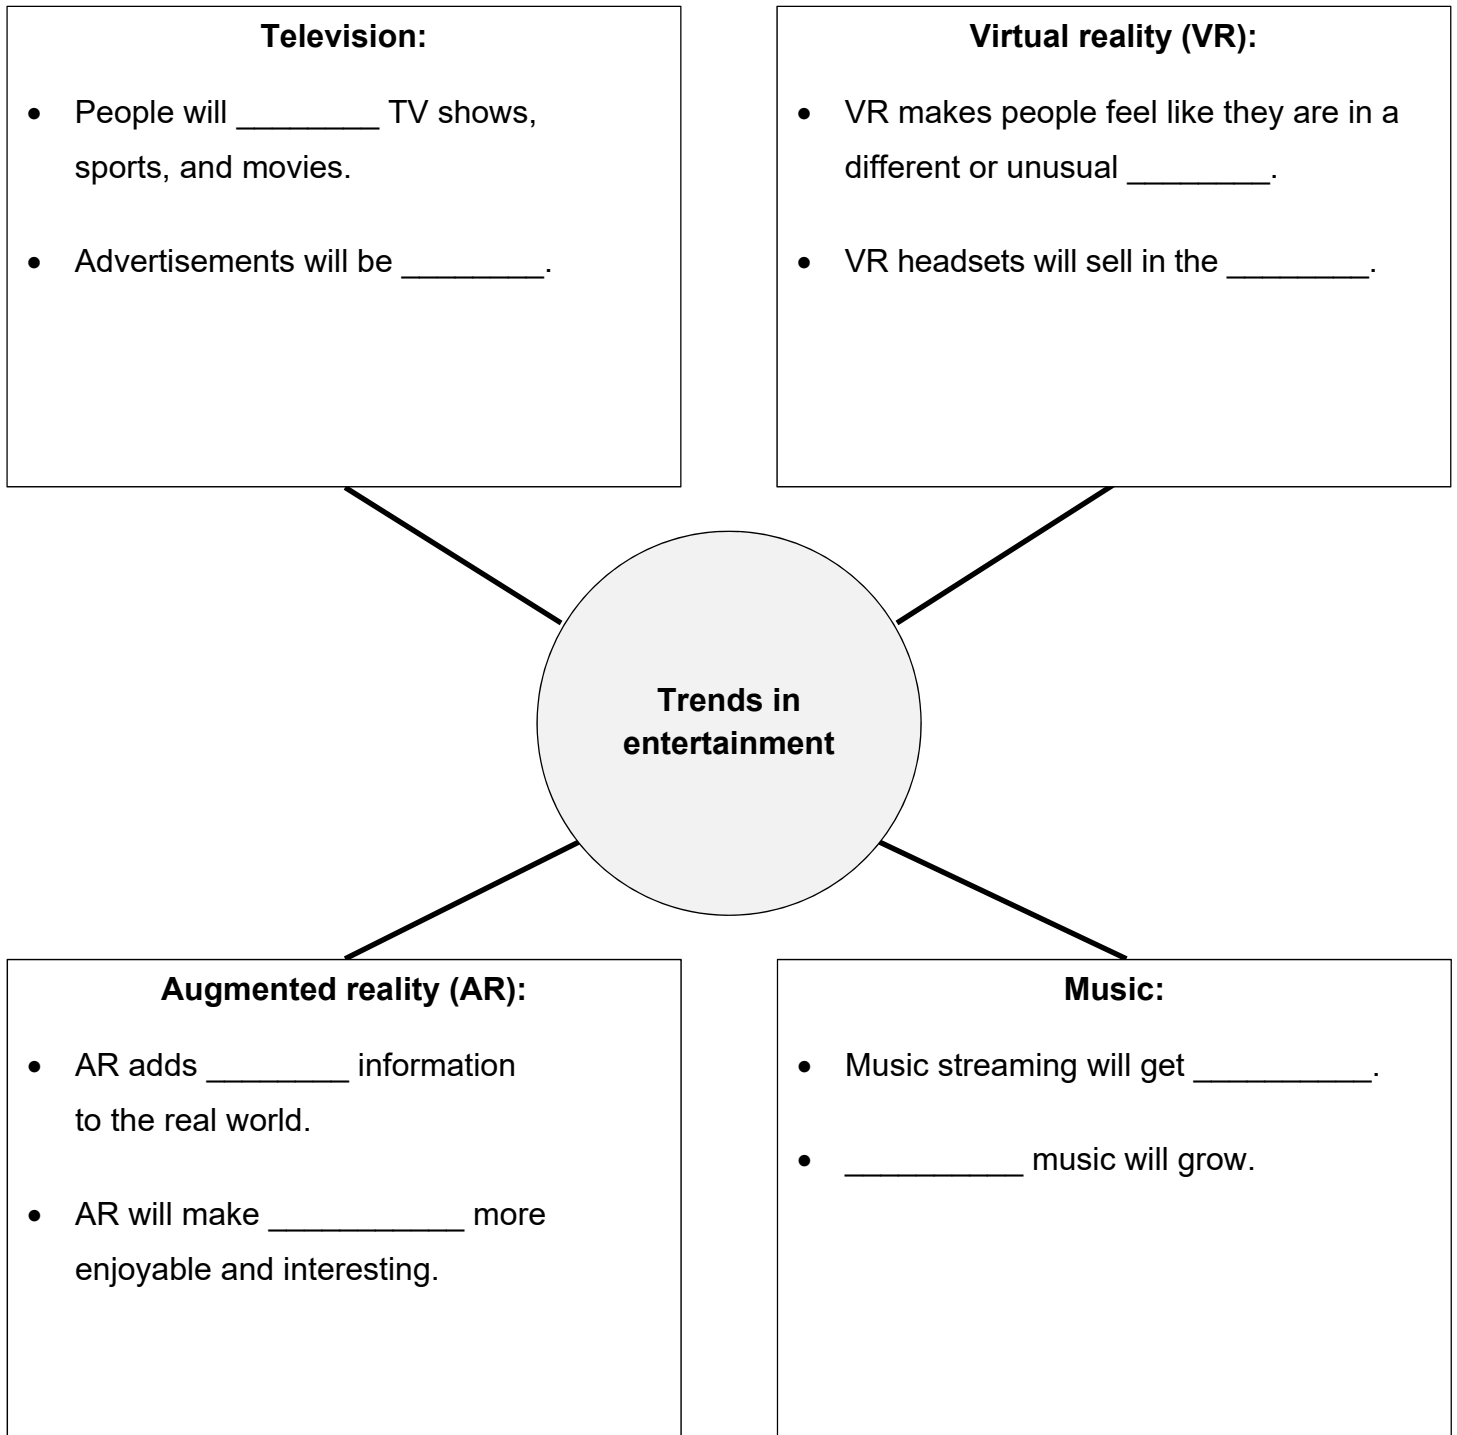 Television:
• People will ________ TV shows,
sports, and movies.
• Advertisements will be ________.
Virtual reality (VR):
• VR makes people feel like they are in a
different or unusual ________.
• VR headsets will sell in the ________.
Trends in
entertainment
Augmented reality (AR):
• AR adds ________ information
to the real world.
• AR will make ___________ more
enjoyable and interesting.
Music:
• Music streaming will get __________.
• __________ music will grow.